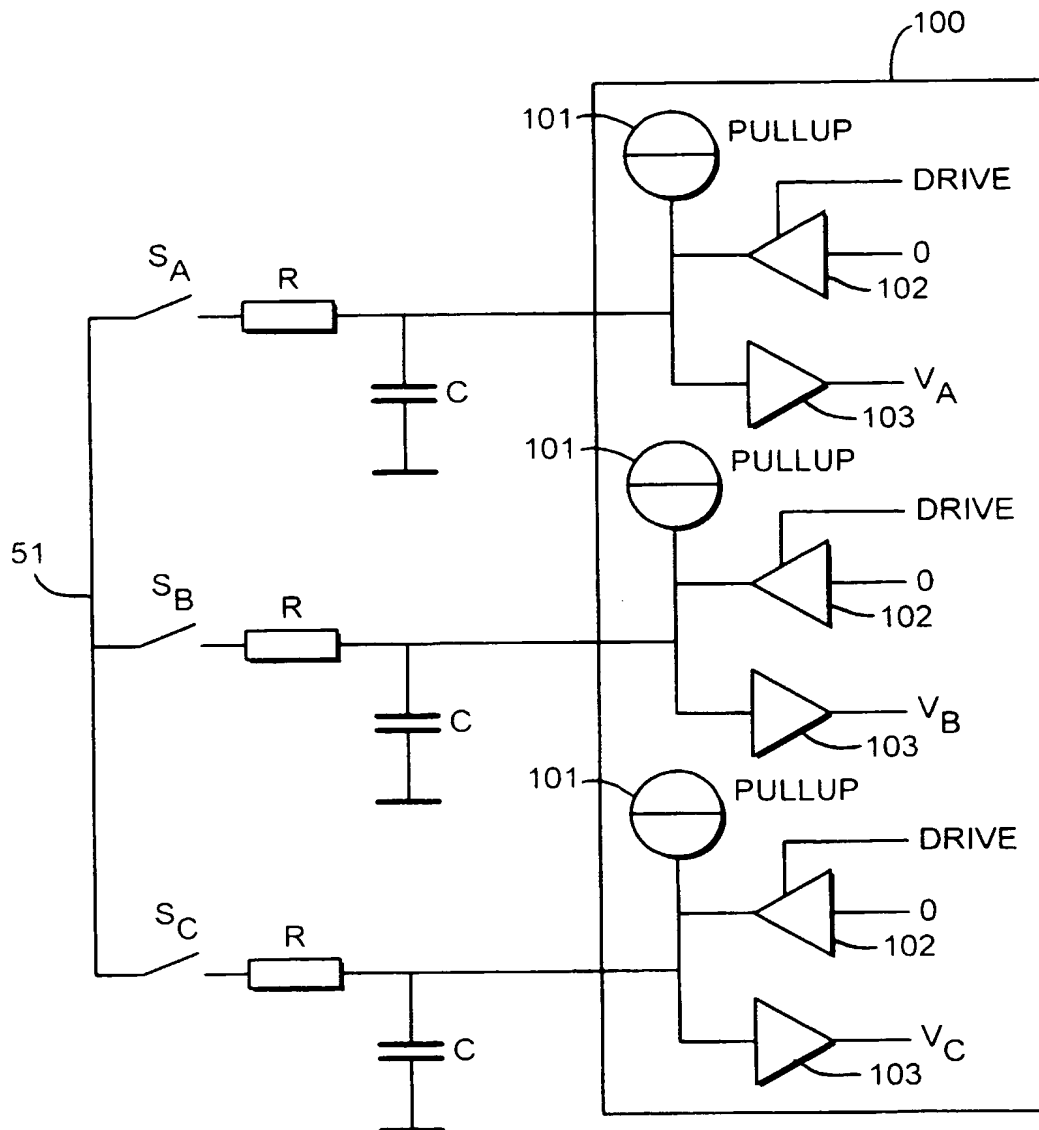 100
101
PULLUP
DRIVE
0
102
S_A
R
C
V_A
103
101
PULLUP
DRIVE
51
S_B
R
0
102
C
V_B
103
101
PULLUP
DRIVE
S_C
R
0
102
C
V_C
103